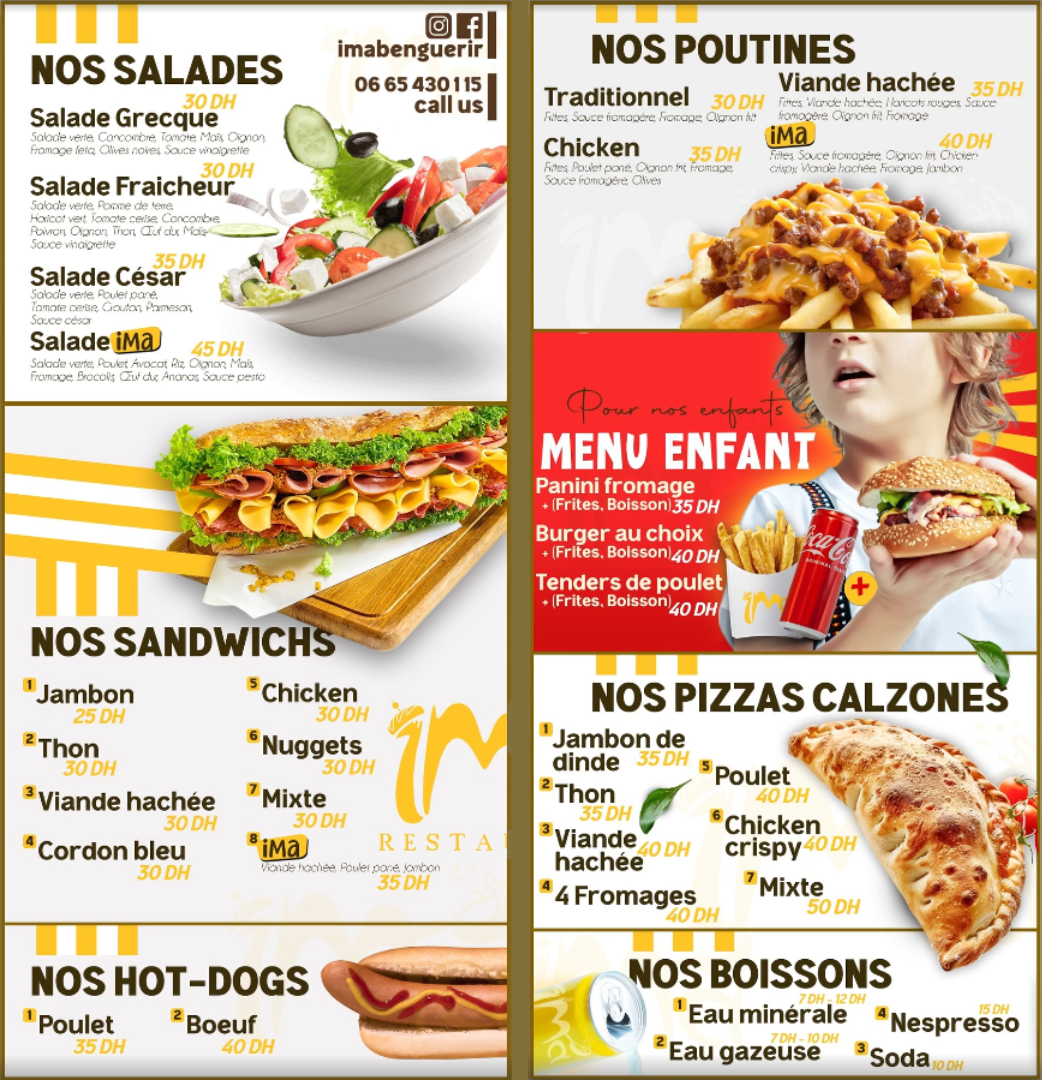 imabenguerir
06 65 430115
call us
NOS SALADES
30 DH
Salade Grecque
Salade verte, Concombre, Tomate, Maïs, Oignon,
Fromage feta, Olives noires, Sauce vinaigrette
30 DH
Salade Fraicheur
Salade verte, Pomme de terre,
Haricot vert, Tomate cerise, Concombre,
Poivron, Oignon, Thon, Œuf dur, Maïs
Sauce vinaigrette
35 DH
Salade César
Salade verte, Poulet pané,
Tomate cerise, Crouton, Parmesan,
Sauce césar
Salade iMa 45 DH
Salade verte, Poulet, Avocat, Riz, Oignon, Maïs,
Fromage, Brocolis, Œuf dur, Ananas, Sauce pesto
NOS SANDWICHS
1 Jambon
25 DH
2 Thon
30 DH
3 Viande hachée
30 DH
4 Cordon bleu
30 DH
5 Chicken
30 DH
6 Nuggets
30 DH
7 Mixte
30 DH
8 iMa
Viande hachée, Poulet pané, Jambon
35 DH
RESTA
NOS HOT-DOGS
1 Poulet
35 DH
2 Boeuf
40 DH
NOS POUTINES
Traditionnel 30 DH
Frites, Sauce fromagère, Fromage, Oignon frit
Chicken 35 DH
Frites, Poulet pané, Oignon frit, Fromage,
Sauce fromagère, Olives
Viande hachée 35 DH
Frites, Viande hachée, Haricots rouges, Sauce
fromagère, Oignon frit, Fromage
iMa 40 DH
Frites, Sauce fromagère, Oignon frit, Chicken
crispy, Viande hachée, Fromage, Jambon
Pour nos enfants
MENU ENFANT
Panini fromage
+ (Frites, Boisson) 35 DH
Burger au choix
+ (Frites, Boisson) 40 DH
Tenders de poulet
+ (Frites, Boisson) 40 DH
Coca-Co
ORIGINAL
+
NOS PIZZAS CALZONES
1 Jambon de
dinde 35 DH
2 Thon
35 DH
3 Viande
hachée 40 DH
4 4 Fromages
40 DH
5 Poulet
40 DH
6 Chicken
crispy 40 DH
7 Mixte
50 DH
NOS BOISSONS
7 DH - 12 DH
1 Eau minérale
7 DH - 10 DH
2 Eau gazeuse
3 Soda 10 DH
15 DH
4 Nespresso